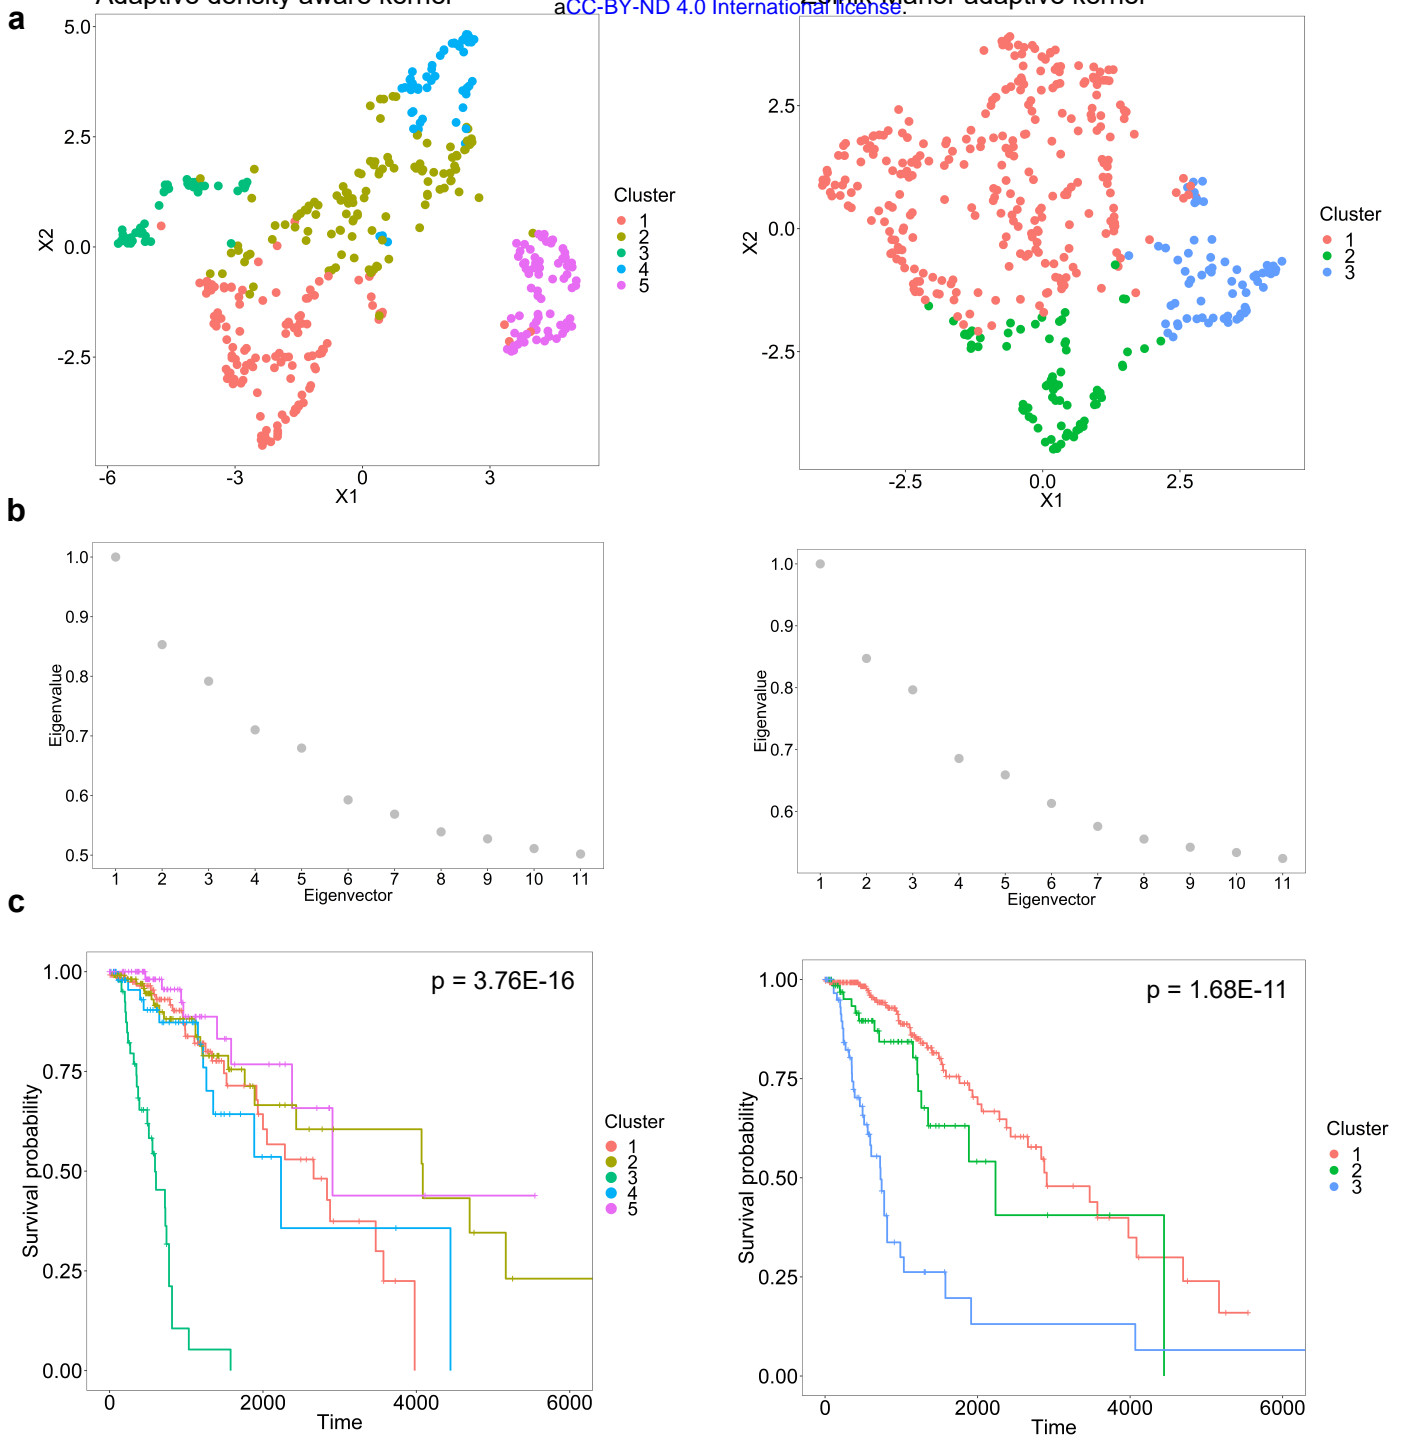 a
Adaptive density aware kernel
aCC-BY-ND 4.0 International license.
adaptive kernel
5.0
2.5
0.0
-2.5
X2
-6
-3
0
3
X1
Cluster
1
2
3
4
5
2.5
0.0
-2.5
X2
-2.5
0.0
2.5
X1
Cluster
1
2
3
b
1.0
0.9
0.8
0.7
0.6
0.5
Eigenvalue
1 2 3 4 5 6 7 8 9 10 11
Eigenvector
1.0
0.9
0.8
0.7
0.6
Eigenvalue
1 2 3 4 5 6 7 8 9 10 11
Eigenvector
c
p = 3.76E-16
1.00
0.75
0.50
0.25
0.00
Survival probability
0 2000 4000 6000
Time
Cluster
1
2
3
4
5
p = 1.68E-11
1.00
0.75
0.50
0.25
0.00
Survival probability
0 2000 4000 6000
Time
Cluster
1
2
3